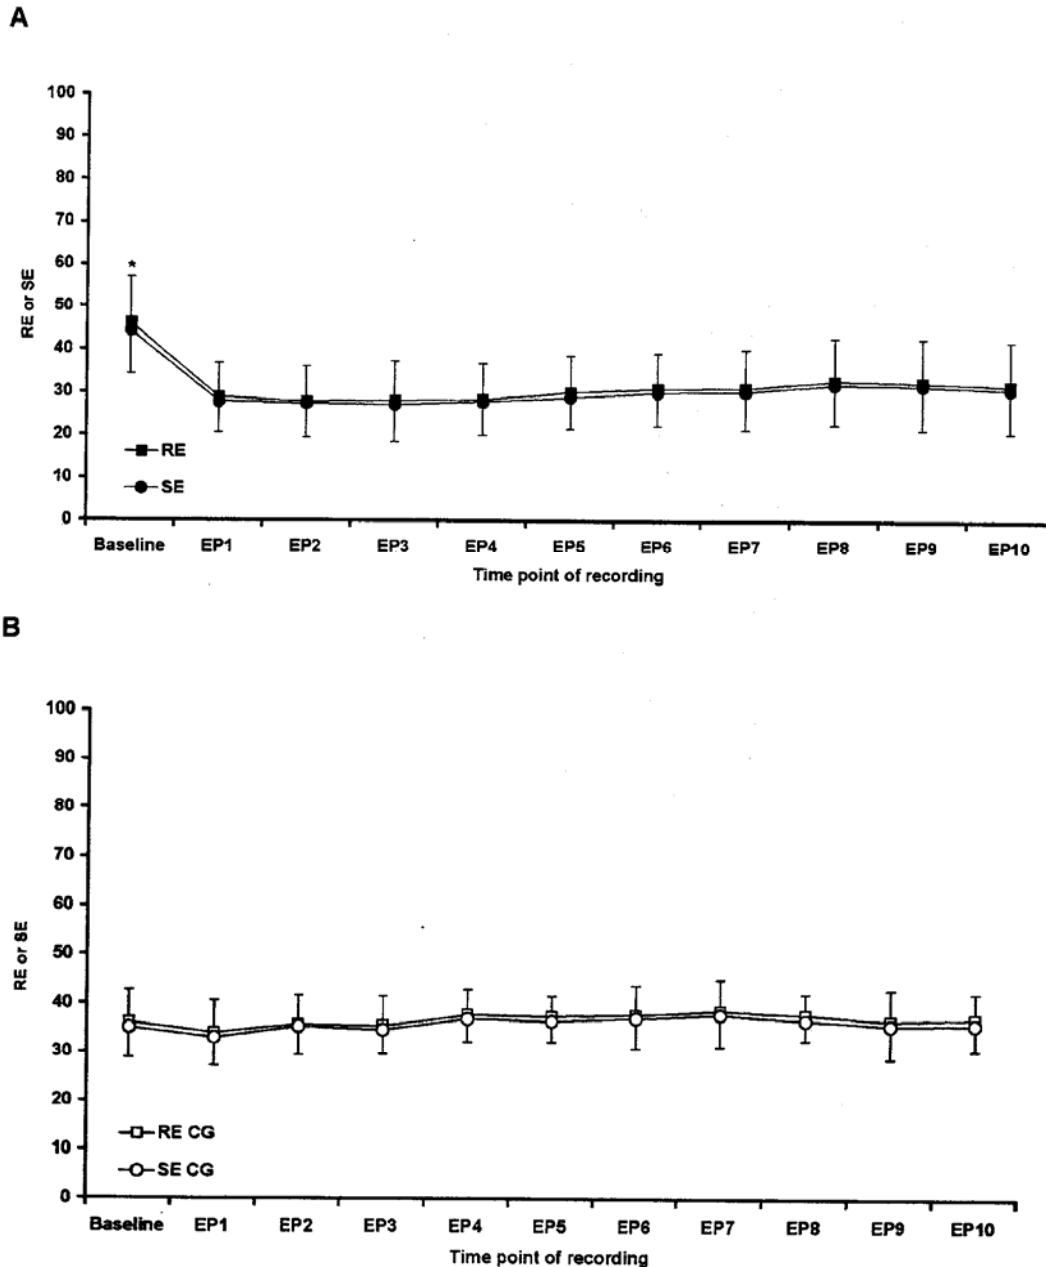 A
100
90
80
70
60
50
40
30
20
10
0
RE or SE
*
RE
SE
Baseline EP1 EP2 EP3 EP4 EP5 EP6 EP7 EP8 EP9 EP10
Time point of recording
B
100
90
80
70
60
50
40
30
20
10
0
RE or SE
RE CG
SE CG
Baseline EP1 EP2 EP3 EP4 EP5 EP6 EP7 EP8 EP9 EP10
Time point of recording